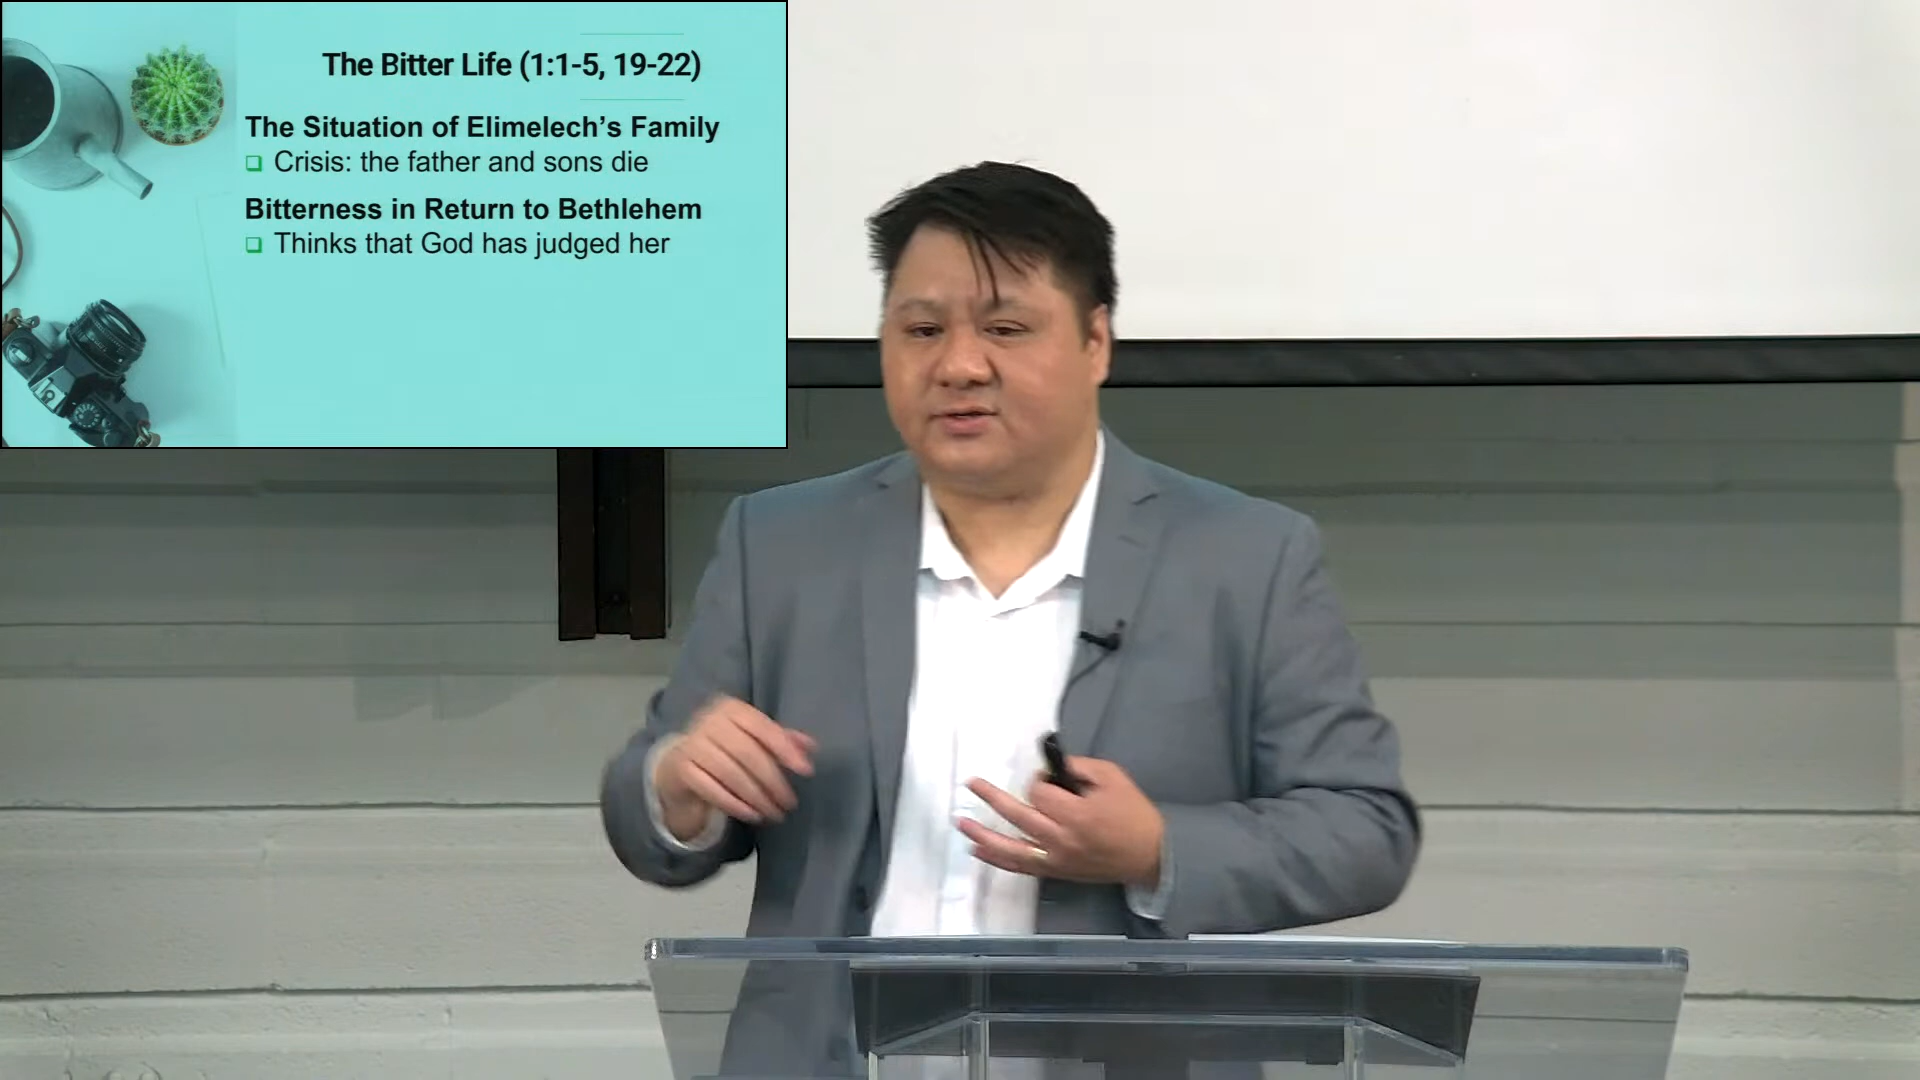 The Bitter Life (1:1-5, 19-22)
The Situation of Elimelech’s Family
Crisis: the father and sons die
Bitterness in Return to Bethlehem
Thinks that God has judged her